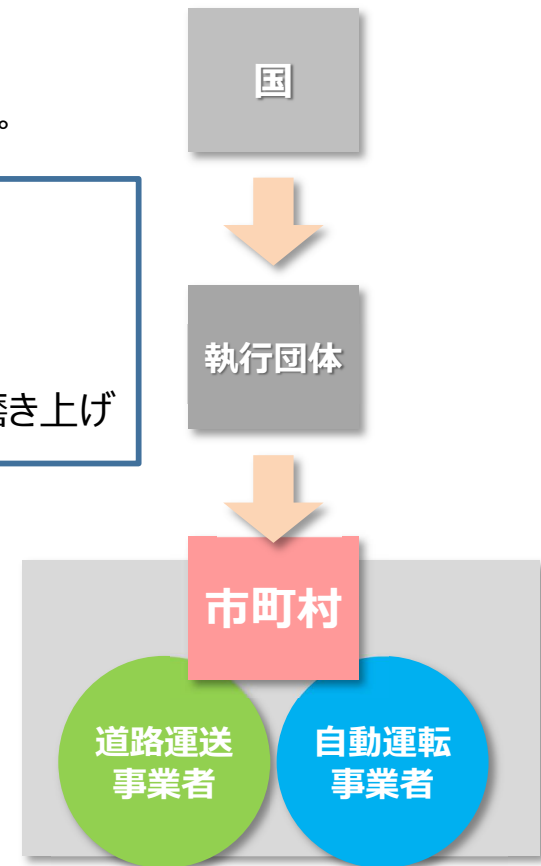 国
。
執行団体
磨き上げ
市町村
道路運送
事業者
自動運転
事業者